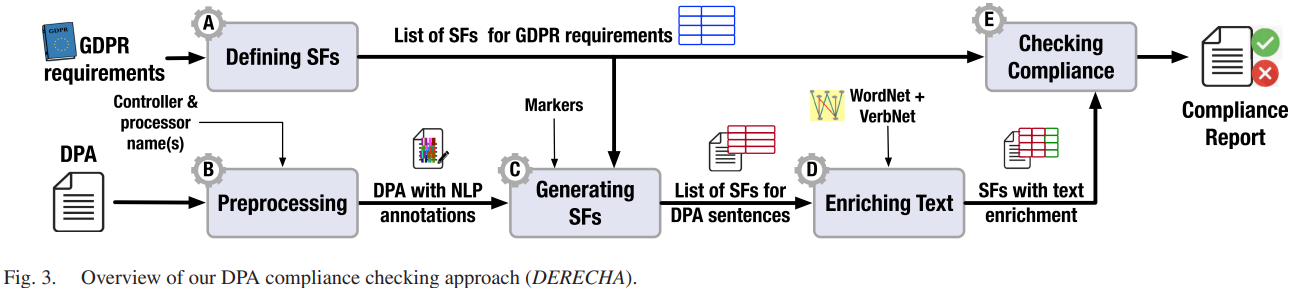 GDPR
GDPR
requirements
A
Defining SFs
List of SFs for GDPR requirements
E
Checking
Compliance
Compliance
Report
Controller &
processor
name(s)
DPA
B
Preprocessing
DPA with NLP
annotations
Markers
C
Generating
SFs
List of SFs for
DPA sentences
WordNet +
VerbNet
D
Enriching Text
SFs with text
enrichment
Fig. 3. Overview of our DPA compliance checking approach (DERECHA).